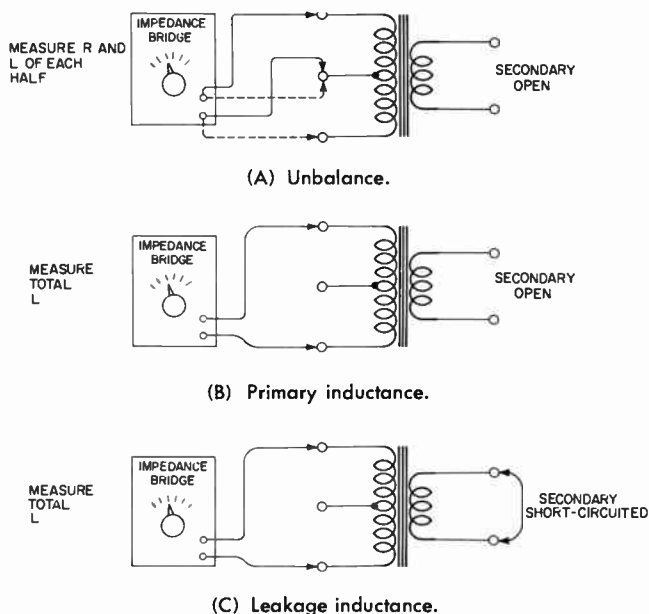 MEASURE R AND
L OF EACH
HALF
IMPEDANCE
BRIDGE
SECONDARY
OPEN
(A) Unbalance.
MEASURE
TOTAL
L
IMPEDANCE
BRIDGE
SECONDARY
OPEN
(B) Primary inductance.
MEASURE
TOTAL
L
IMPEDANCE
BRIDGE
SECONDARY
SHORT-CIRCUITED
(C) Leakage inductance.